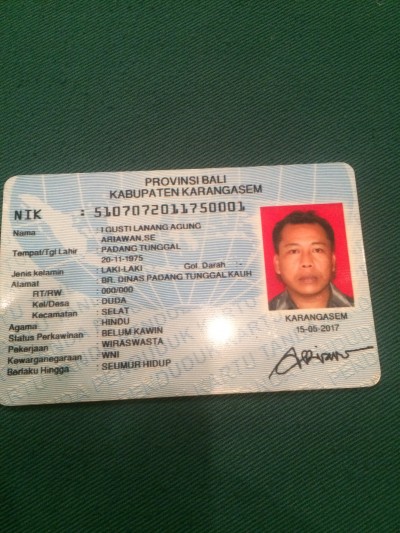 PROVINSI BALI
KABUPATEN KARANGASEM
NIK : 5107072011750001
Nama : I GUSTI LANANG AGUNG
ARIAWAN,SE
Tempat/Tgl Lahir : PADANG TUNGGAL
20-11-1975
Jenis kelamin : LAKI-LAKI Gol. Darah : -
Alamat : BR. DINAS PADANG TUNGGAL KAUH
RT/RW : 000/000
Kel/Desa : DUDA
Kecamatan : SELAT
Agama : HINDU
Status Perkawinan : BELUM KAWIN
Pekerjaan : WIRASWASTA
Kewarganegaraan : WNI
Berlaku Hingga : SEUMUR HIDUP
KARANGASEM
15-05-2017